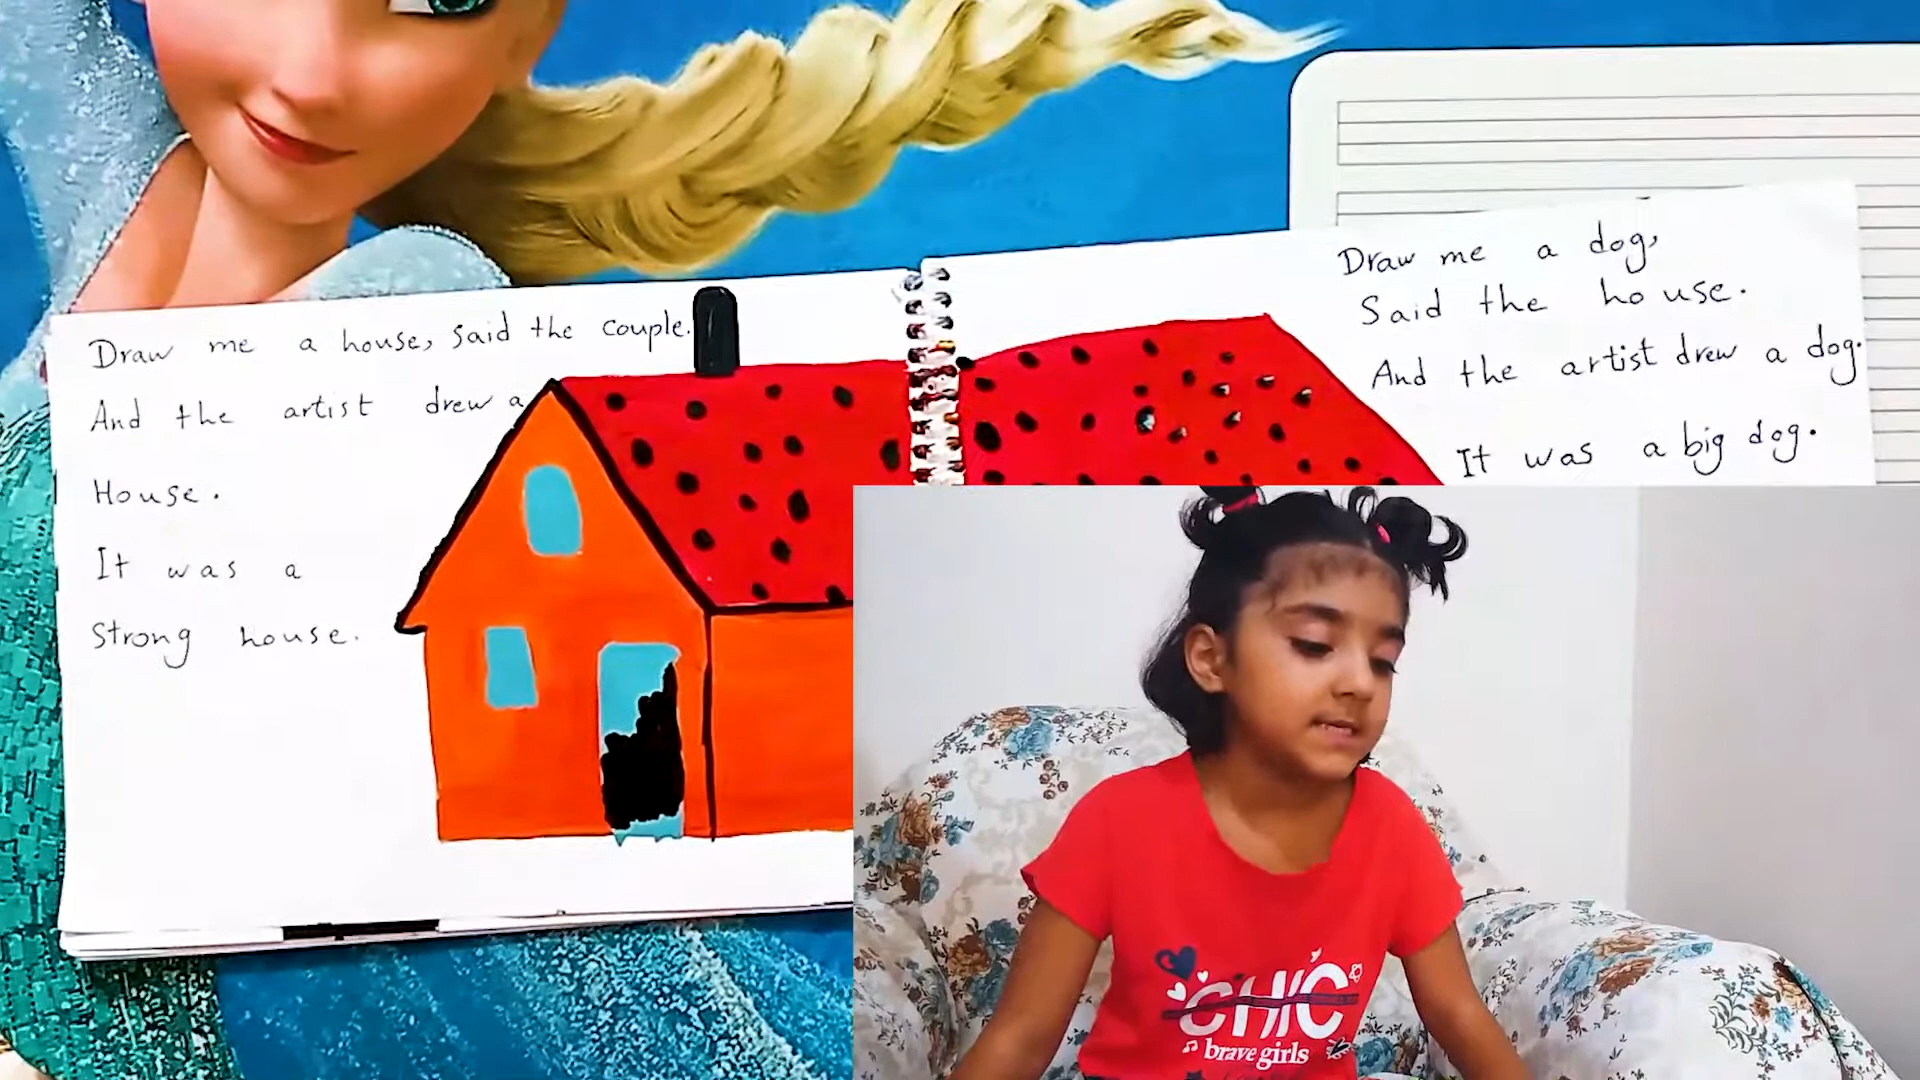 Draw me a house, said the couple.
And the artist drew a
House.
It was a
Strong house.
Draw me a dog,
Said the house.
And the artist drew a dog.
It was a big dog.
CHIC
brave girls